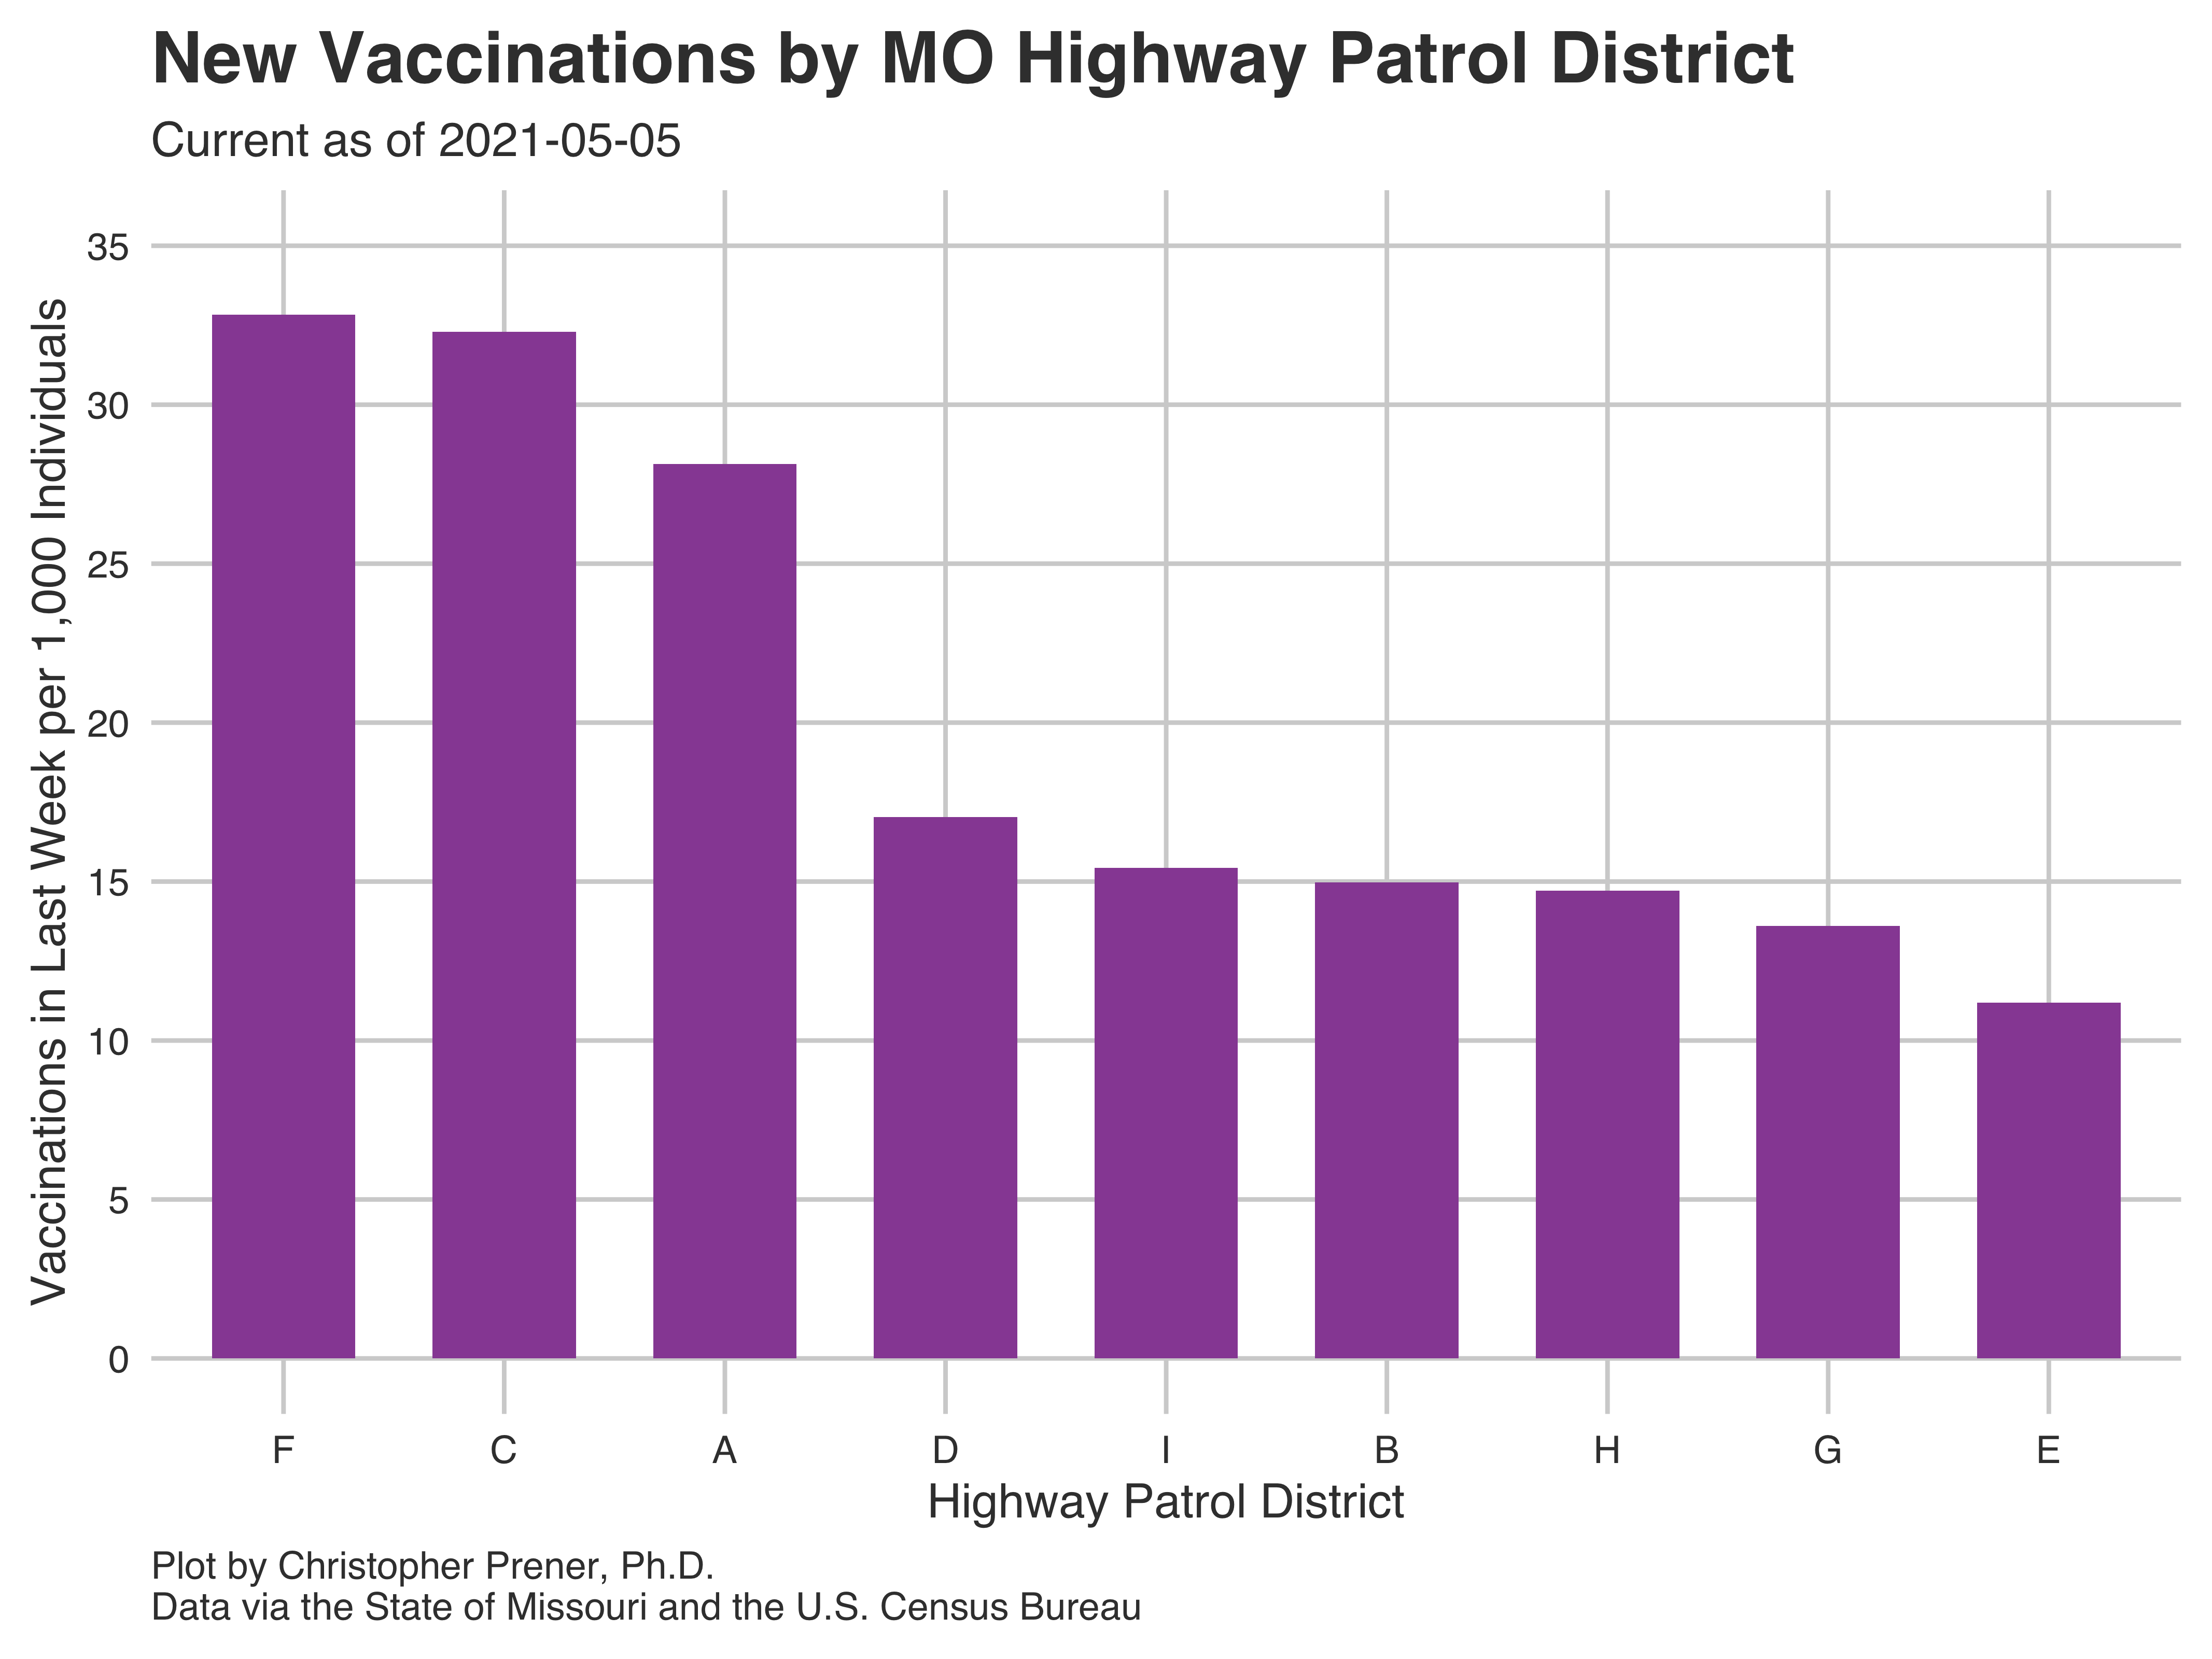 New Vaccinations by MO Highway Patrol District
Current as of 2021-05-05
Vaccinations in Last Week per 1,000 Individuals
35
30
25
20
15
10
5
0
F C A D I B H G E
Highway Patrol District
Plot by Christopher Prener, Ph.D.
Data via the State of Missouri and the U.S. Census Bureau